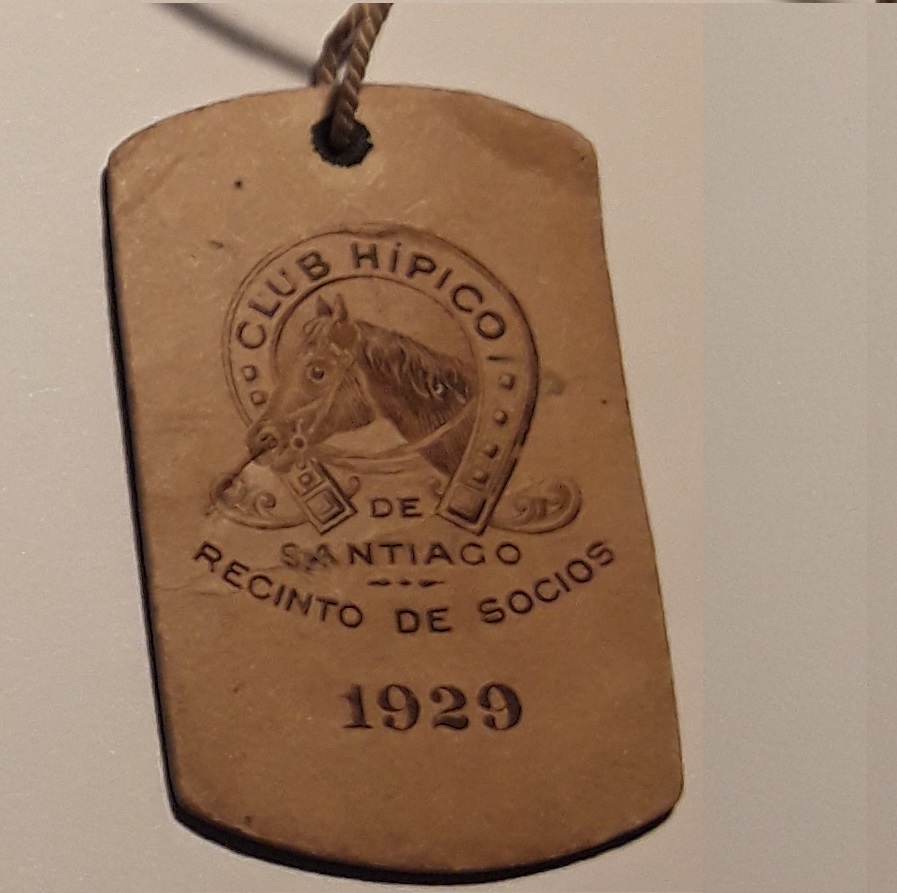 CLUB HÍPICO
DE
SANTIAGO
RECINTO DE SOCIOS
1929